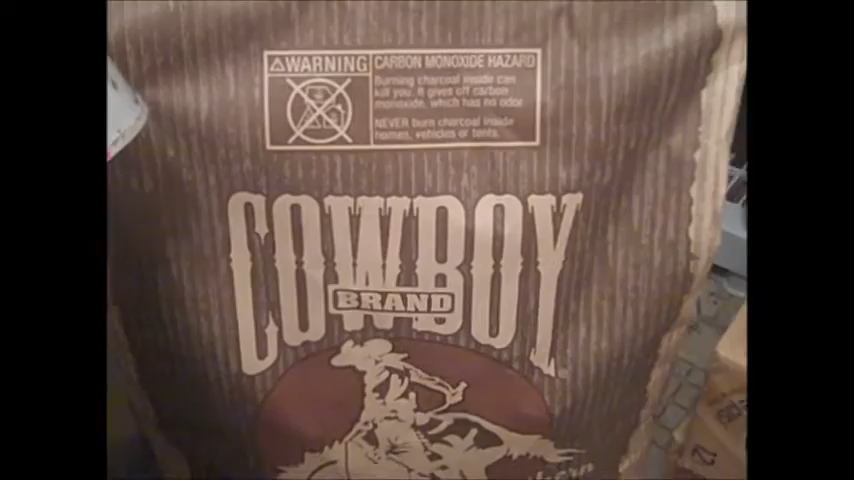 WARNING
CARBON MONOXIDE HAZARD
Burning charcoal inside can
kill you. It gives off carbon
monoxide, which has no odor
NEVER burn charcoal inside
homes, vehicles or tents.
COWBOY
BRAND
12